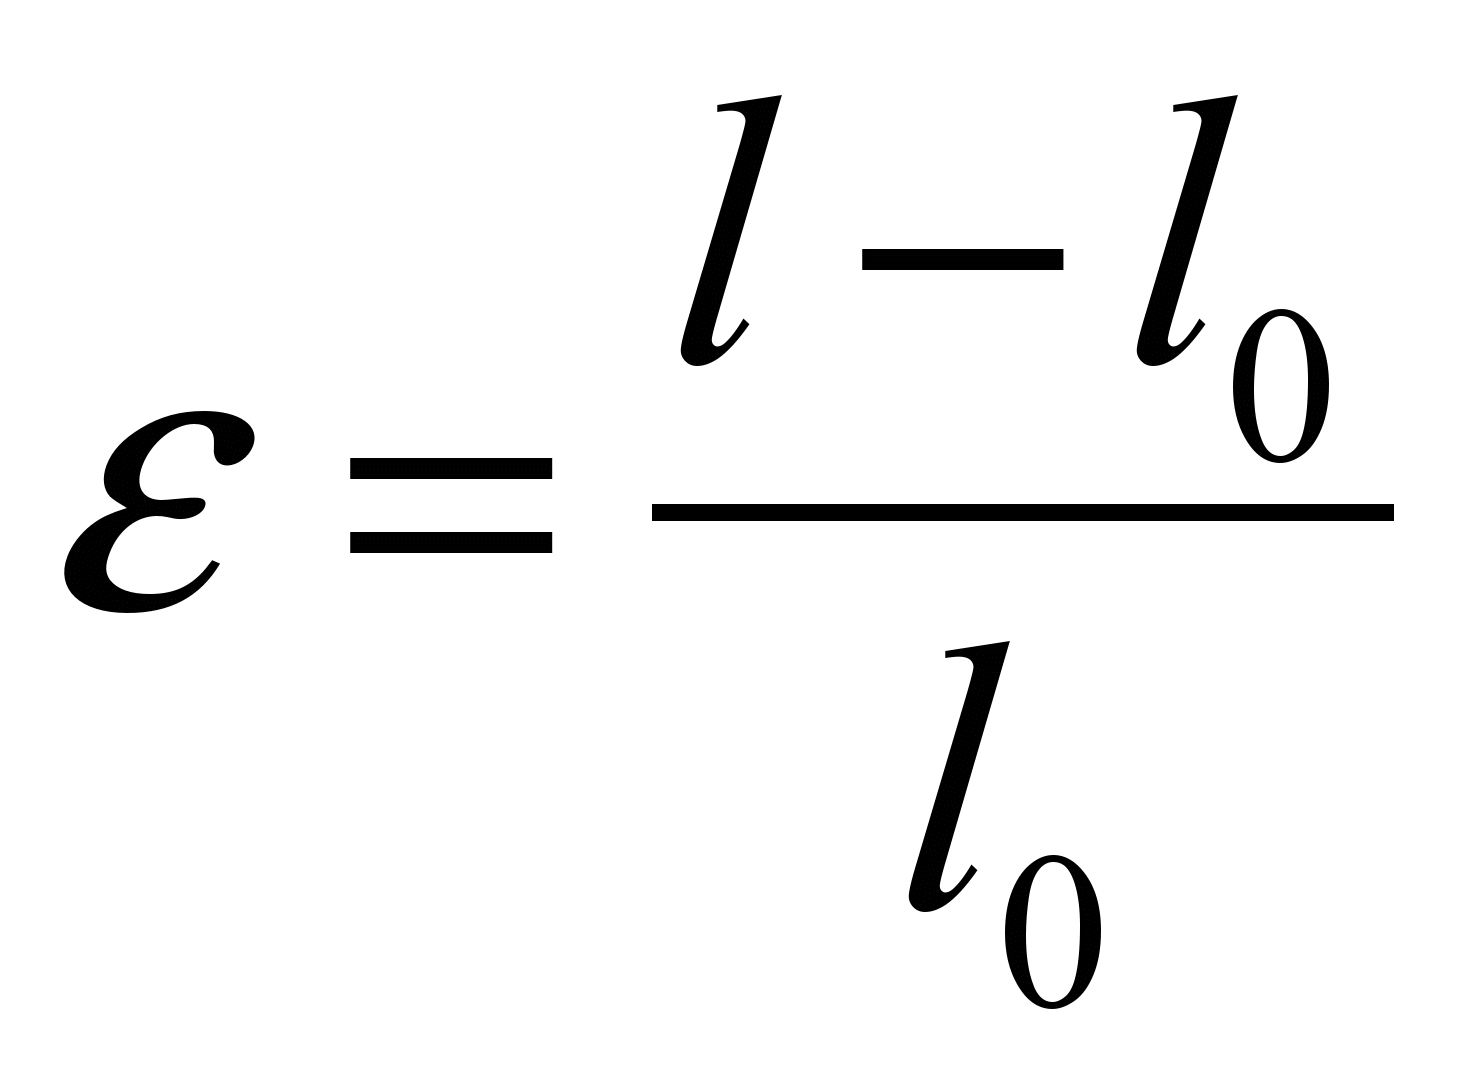 ε = (l − l₀) / l₀